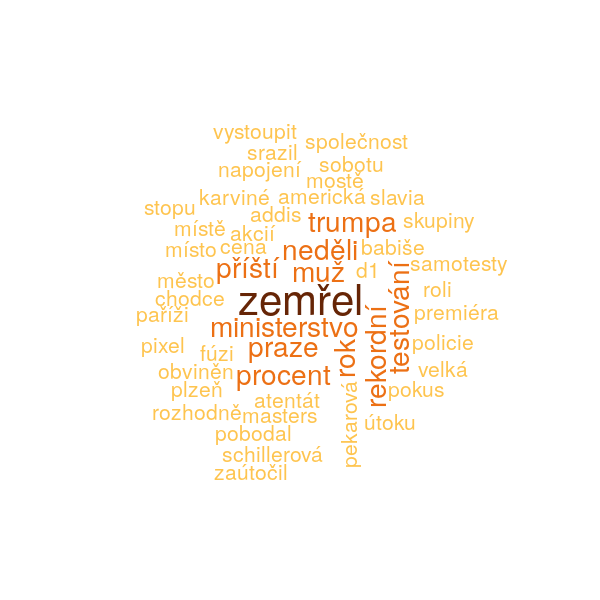 vystoupit
společnost
srazil
sobotu
napojení
mostě
karviné
americká
slavia
stopu
addis
trumpa
skupiny
místě
akcií
místo
cena
neděli
babiše
příští
muž
d1
samotesty
město
chodce
zemřel
roli
paříži
ministerstvo
rekordní
testování
premiéra
pixel
fúzi
praze
roku
policie
obviněn
procent
velká
plzeň
atentát
pokus
rozhodně
masters
pekarová
útoku
pobodal
schillerová
zaútočil